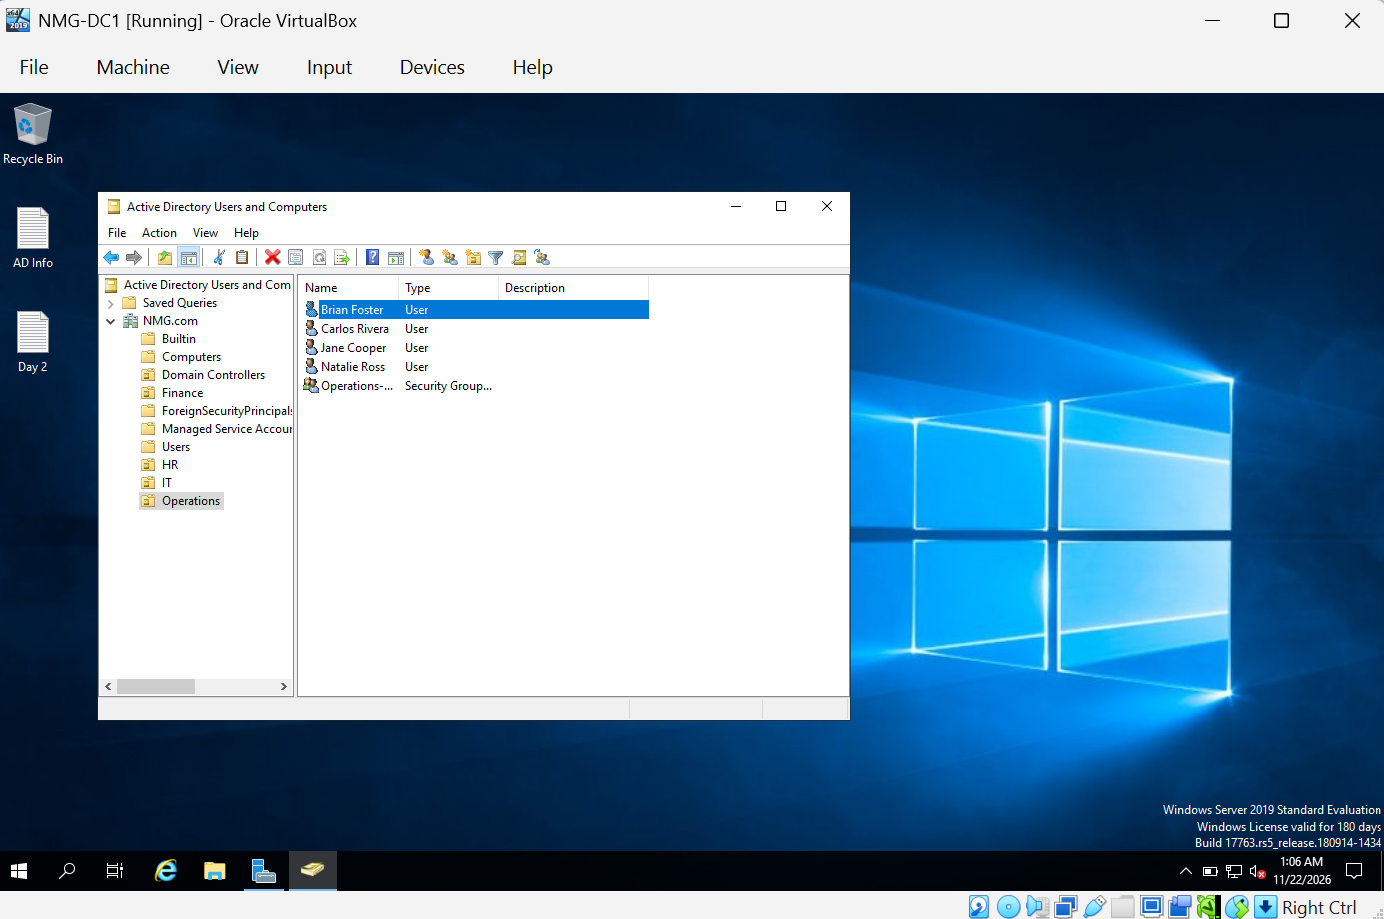 NMG-DC1 [Running] - Oracle VirtualBox
File Machine View Input Devices Help
Recycle Bin
AD Info
Day 2
Active Directory Users and Computers
File Action View Help
Active Directory Users and Com
Saved Queries
NMG.com
Builtin
Computers
Domain Controllers
Finance
ForeignSecurityPrincipals
Managed Service Accour
Users
HR
IT
Operations
Name Type Description
Brian Foster User
Carlos Rivera User
Jane Cooper User
Natalie Ross User
Operations-... Security Group...
Windows Server 2019 Standard Evaluation
Windows License valid for 180 days
Build 17763.rs5_release.180914-1434
1:06 AM
11/22/2026
Right Ctrl